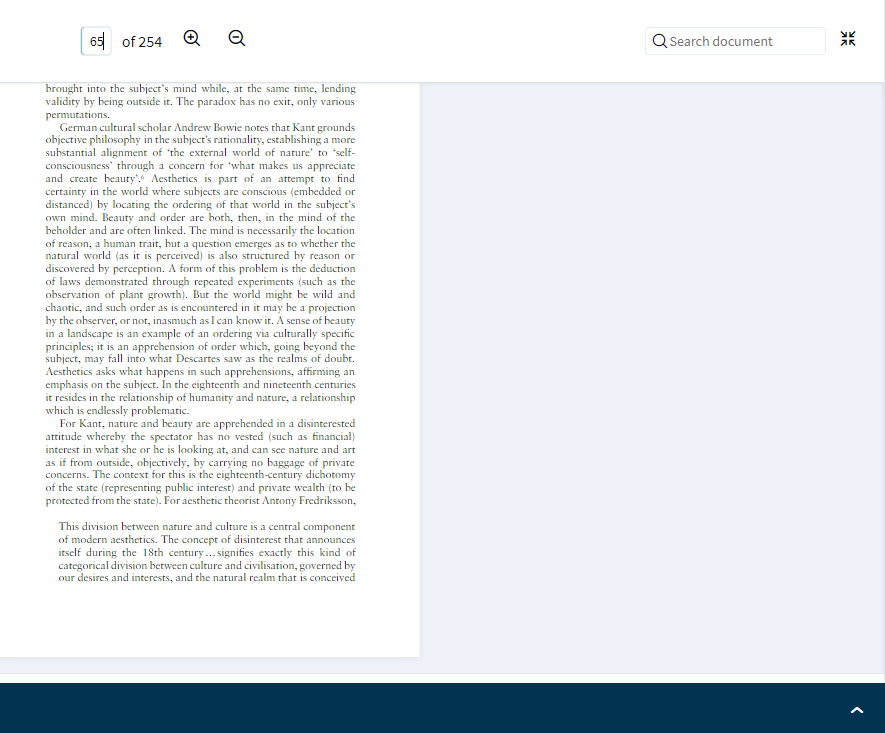 65 of 254
Search document
brought into the subject's mind while, at the same time, lending
validity by being outside it. The paradox has no exit, only various
permutations.
German cultural scholar Andrew Bowie notes that Kant grounds
objective philosophy in the subject's rationality, establishing a more
substantial alignment of ‘the external world of nature’ to ‘self-
consciousness’ through a concern for ‘what makes us appreciate
and create beauty’.⁶ Aesthetics is part of an attempt to find
certainty in the world where subjects are conscious (embedded or
distanced) by locating the ordering of that world in the subject's
own mind. Beauty and order are both, then, in the mind of the
beholder and are often linked. The mind is necessarily the location
of reason, a human trait, but a question emerges as to whether the
natural world (as it is perceived) is also structured by reason or
discovered by perception. A form of this problem is the deduction
of laws demonstrated through repeated experiments (such as the
observation of plant growth). But the world might be wild and
chaotic, and such order as is encountered in it may be a projection
by the observer, or not, inasmuch as I can know it. A sense of beauty
in a landscape is an example of an ordering via culturally specific
principles; it is an apprehension of order which, going beyond the
subject, may fall into what Descartes saw as the realms of doubt.
Aesthetics asks what happens in such apprehensions, affirming an
emphasis on the subject. In the eighteenth and nineteenth centuries
it resides in the relationship of humanity and nature, a relationship
which is endlessly problematic.
For Kant, nature and beauty are apprehended in a disinterested
attitude whereby the spectator has no vested (such as financial)
interest in what she or he is looking at, and can see nature and art
as if from outside, objectively, by carrying no baggage of private
concerns. The context for this is the eighteenth-century dichotomy
of the state (representing public interest) and private wealth (to be
protected from the state). For aesthetic theorist Antony Fredriksson,
This division between nature and culture is a central component
of modern aesthetics. The concept of disinterest that announces
itself during the 18th century…signifies exactly this kind of
categorical division between culture and civilisation, governed by
our desires and interests, and the natural realm that is conceived